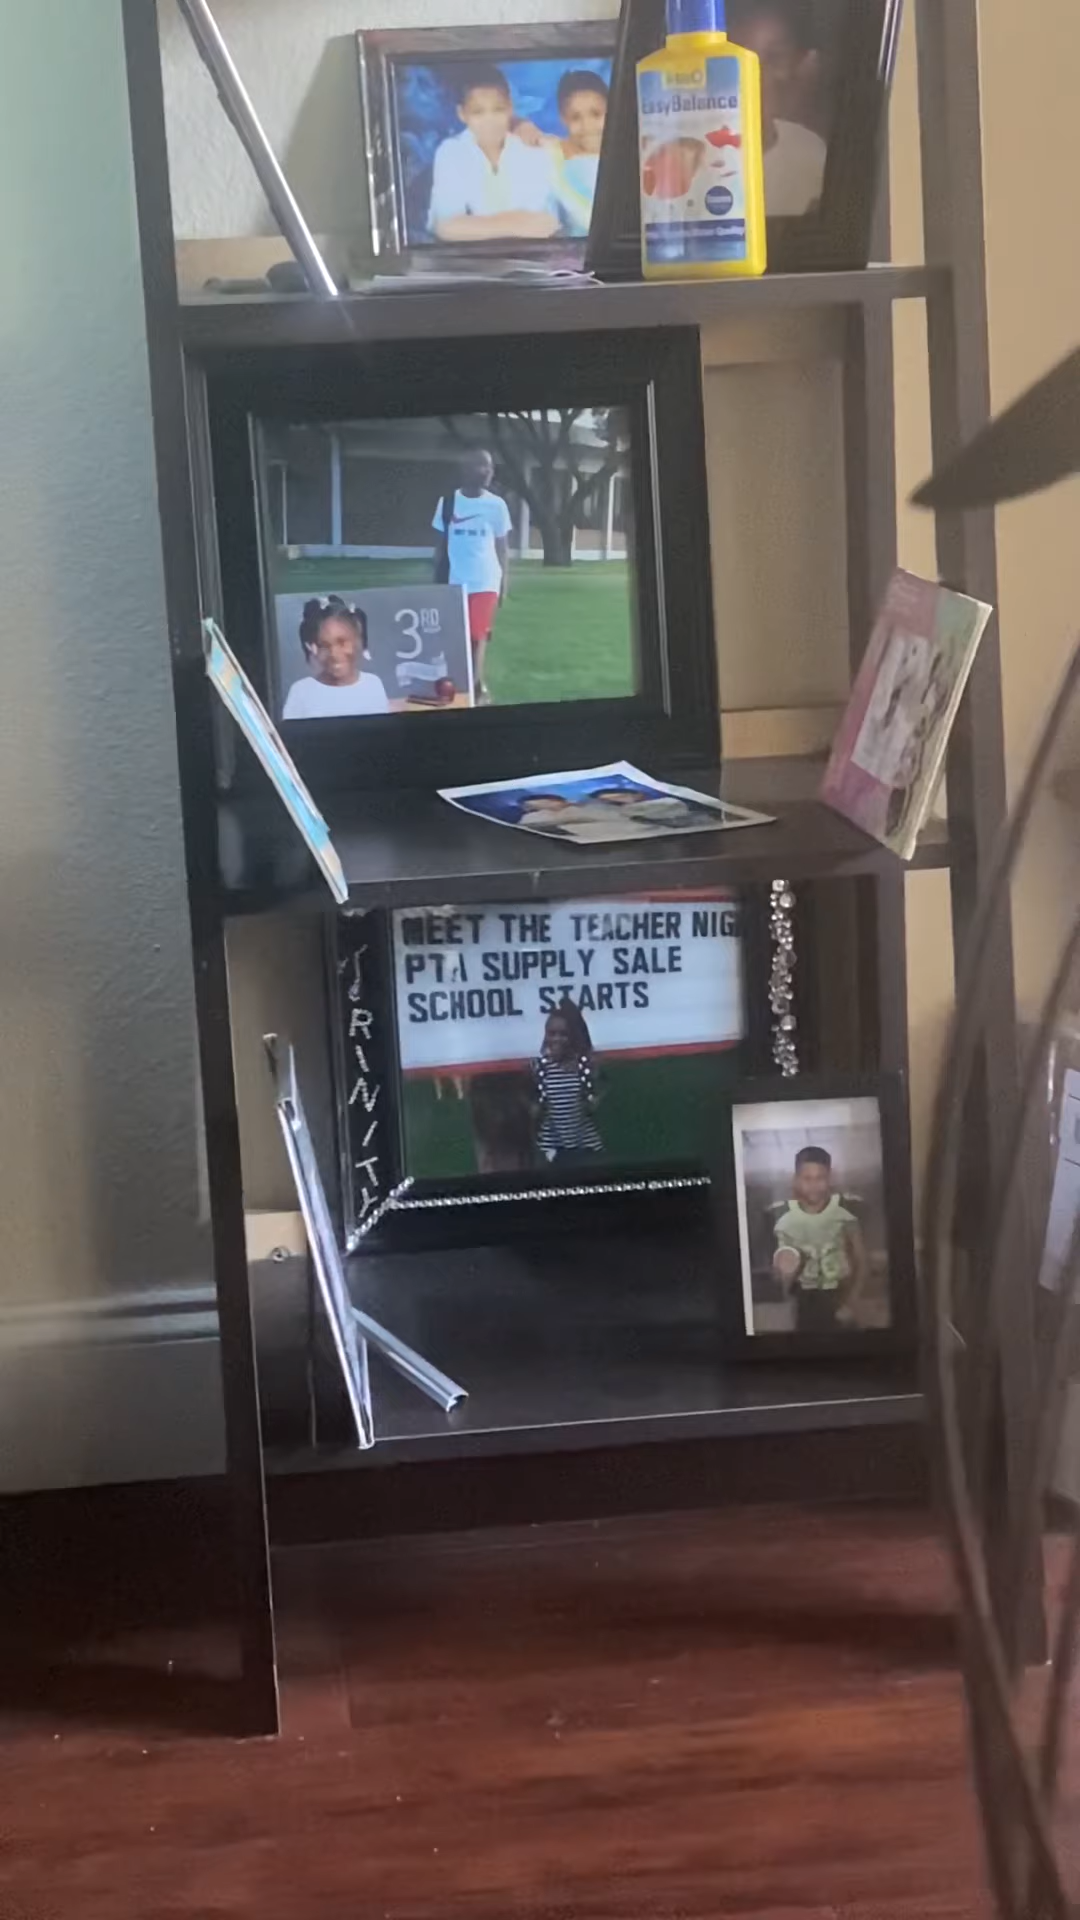 EasyBalance
3RD
MEET THE TEACHER NIG
PTA SUPPLY SALE
SCHOOL STARTS
TRINITY